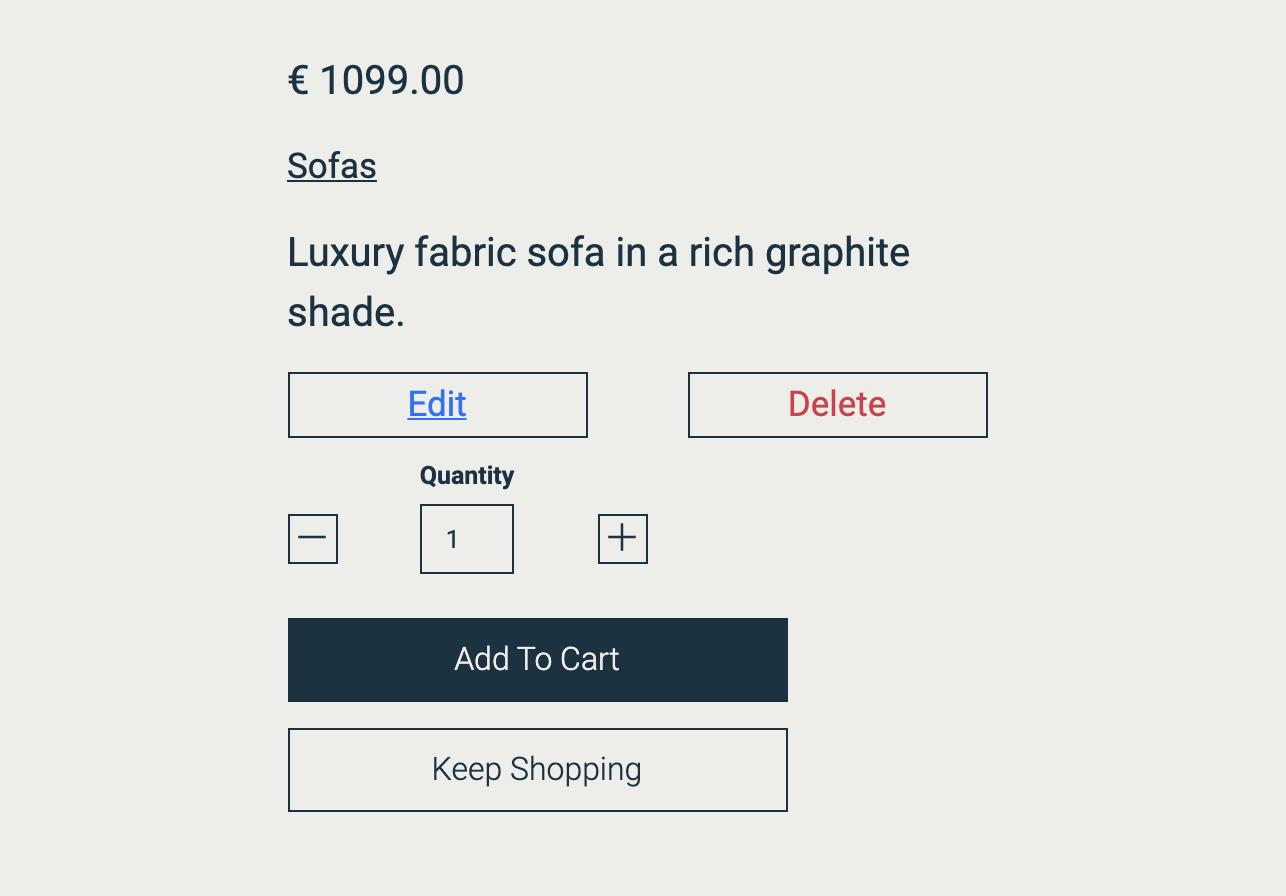 € 1099.00
Sofas
Luxury fabric sofa in a rich graphite
shade.
Edit Delete
Quantity
1
Add To Cart
Keep Shopping